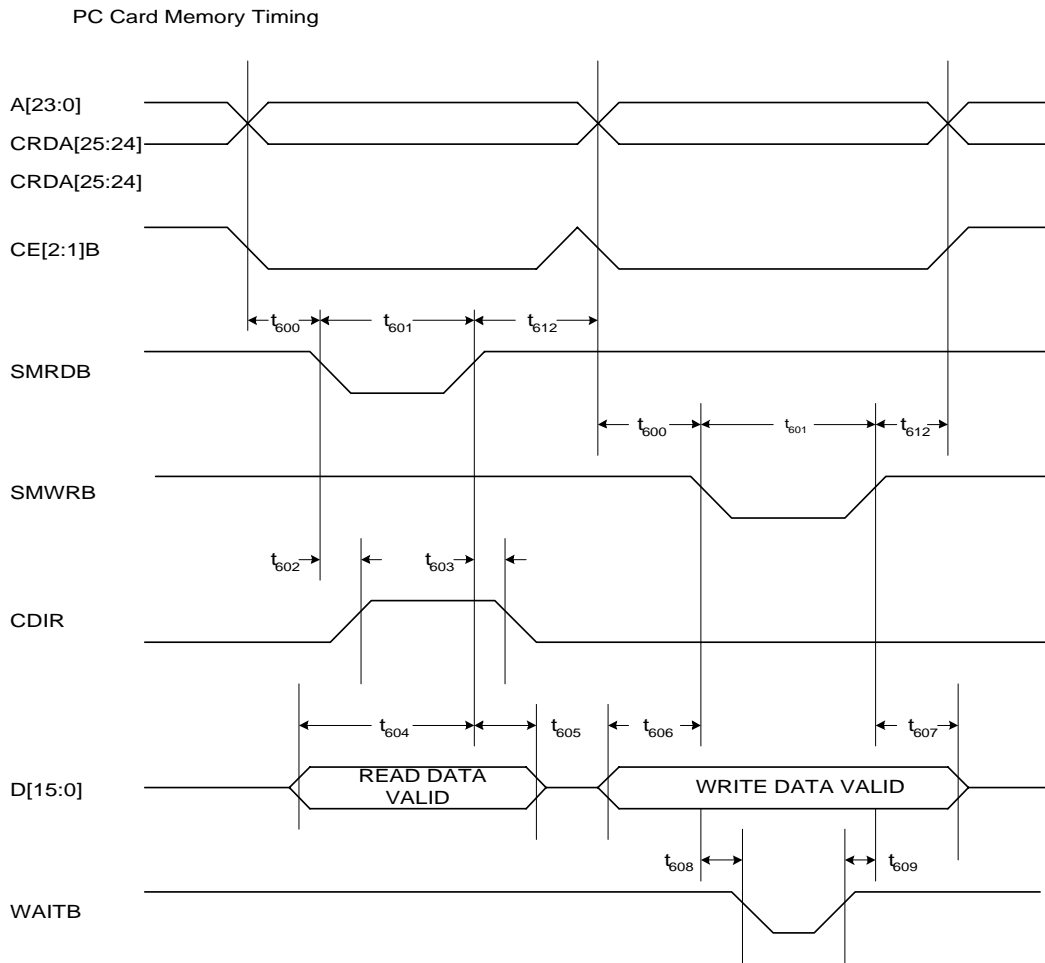 PC Card Memory Timing
A[23:0]
CRDA[25:24]
CRDA[25:24]
CE[2:1]B
t600 t601 t612
SMRDB
t600 t601 t612
SMWRB
t602 t603
CDIR
t604 t605 t606 t607
D[15:0]
READ DATA
VALID
WRITE DATA VALID
t608 t609
WAITB